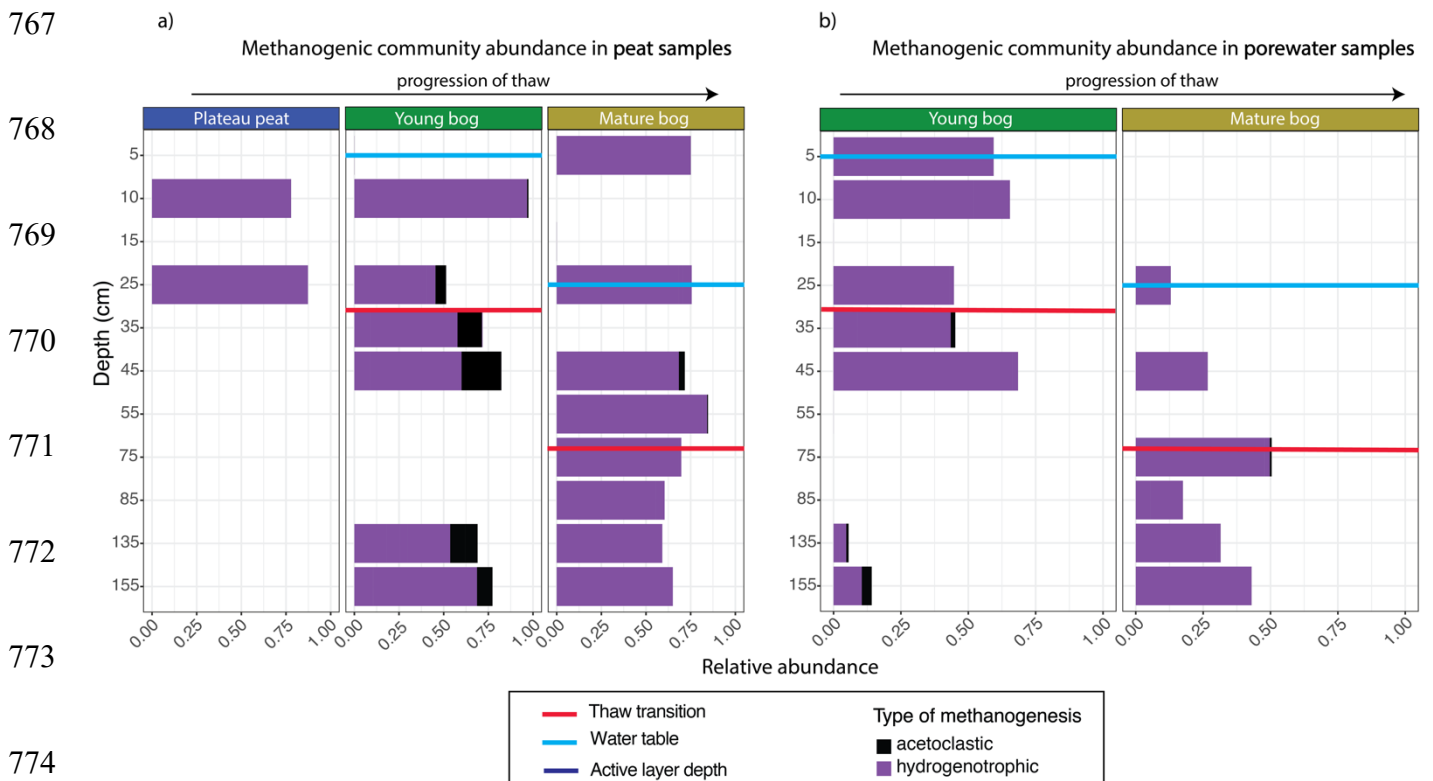 767
a)
b)
Methanogenic community abundance in peat samples
Methanogenic community abundance in porewater samples
progression of thaw
progression of thaw
768
Plateau peat
Young bog
Mature bog
Young bog
Mature bog
5
10
15
25
35
45
55
75
85
135
155
5
10
15
25
35
45
55
75
85
135
155
Depth (cm)
769
770
771
772
0.00
0.25
0.50
0.75
1.00
0.00
0.25
0.50
0.75
1.00
0.00
0.25
0.50
0.75
1.00
0.00
0.25
0.50
0.75
1.00
0.00
0.25
0.50
0.75
1.00
773
Relative abundance
Thaw transition
Water table
Active layer depth
Type of methanogenesis
acetoclastic
hydrogenotrophic
774